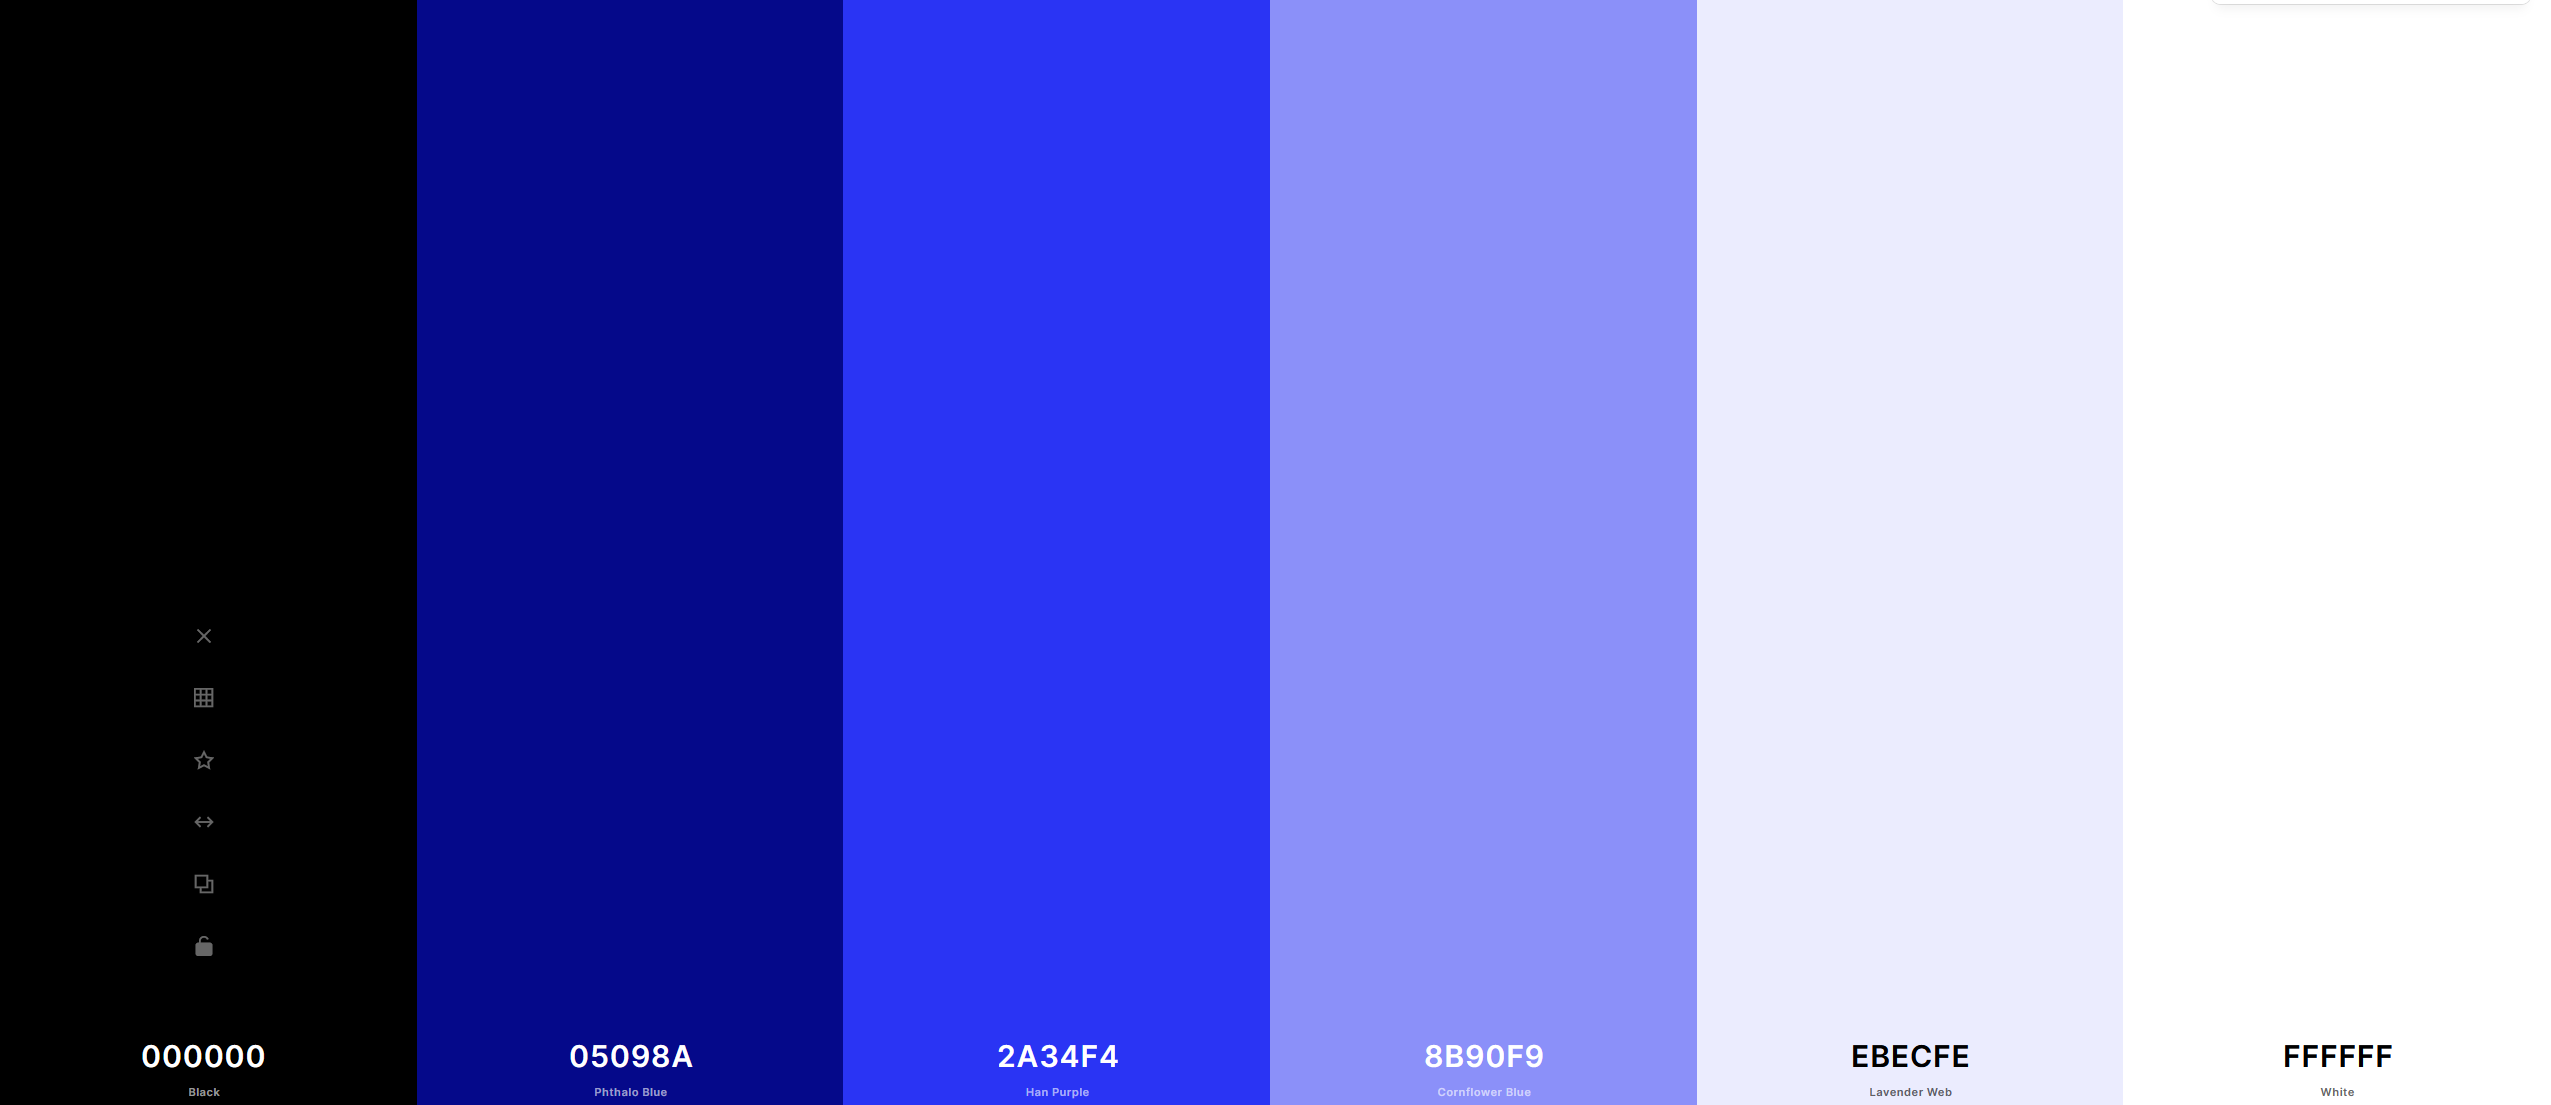 000000
Black
05098A
Phthalo Blue
2A34F4
Han Purple
8B90F9
Cornflower Blue
EBECFE
Lavender Web
FFFFFF
White